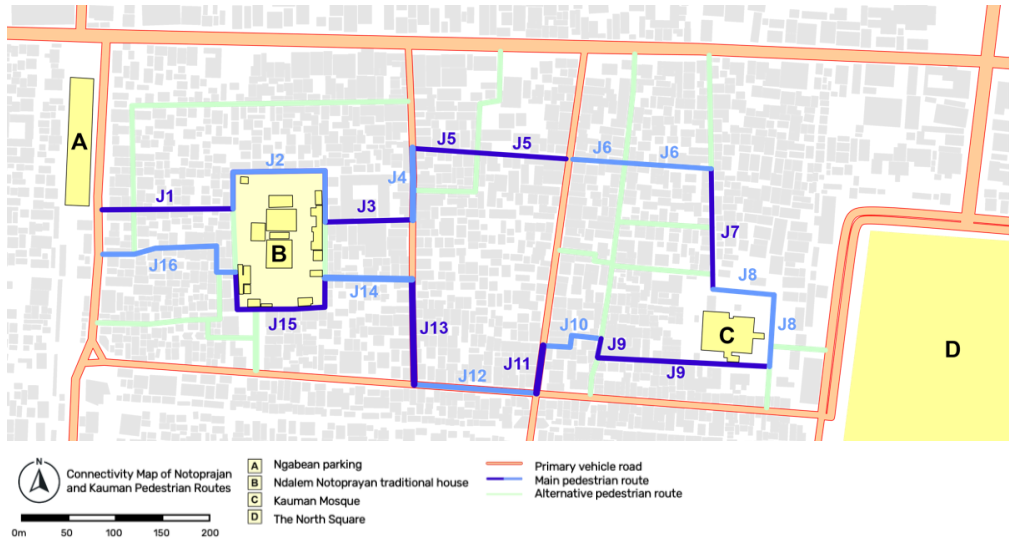 A
J5
J5
J6
J6
J2
J4
J1
J3
J7
B
J16
J14
J8
J15
J13
J10
J8
C
J9
J11
J9
D
J12
N
Connectivity Map of Notoprajan
and Kauman Pedestrian Routes
0m 50 100 150 200
A Ngabean parking
B Ndalem Notoprayan traditional house
C Kauman Mosque
D The North Square
Primary vehicle road
Main pedestrian route
Alternative pedestrian route